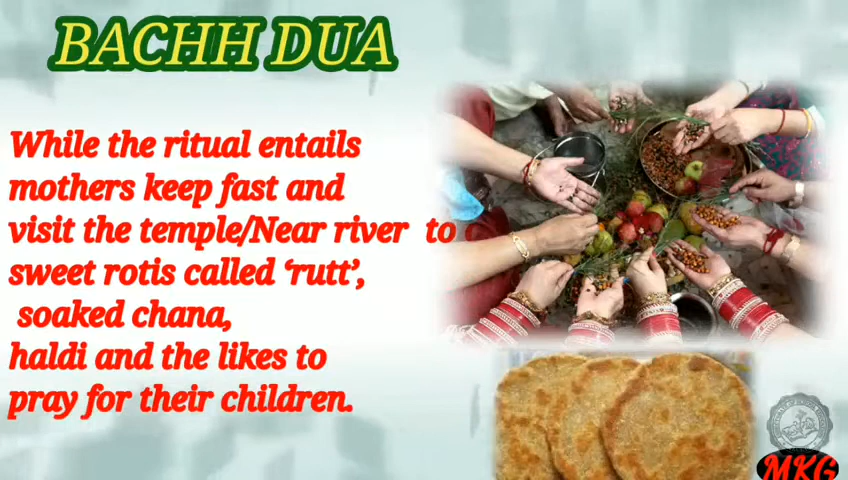 BACHH DUA
While the ritual entails
mothers keep fast and
visit the temple/Near river to
sweet rotis called ‘rutt’,
soaked chana,
haldi and the likes to
pray for their children.
MKG